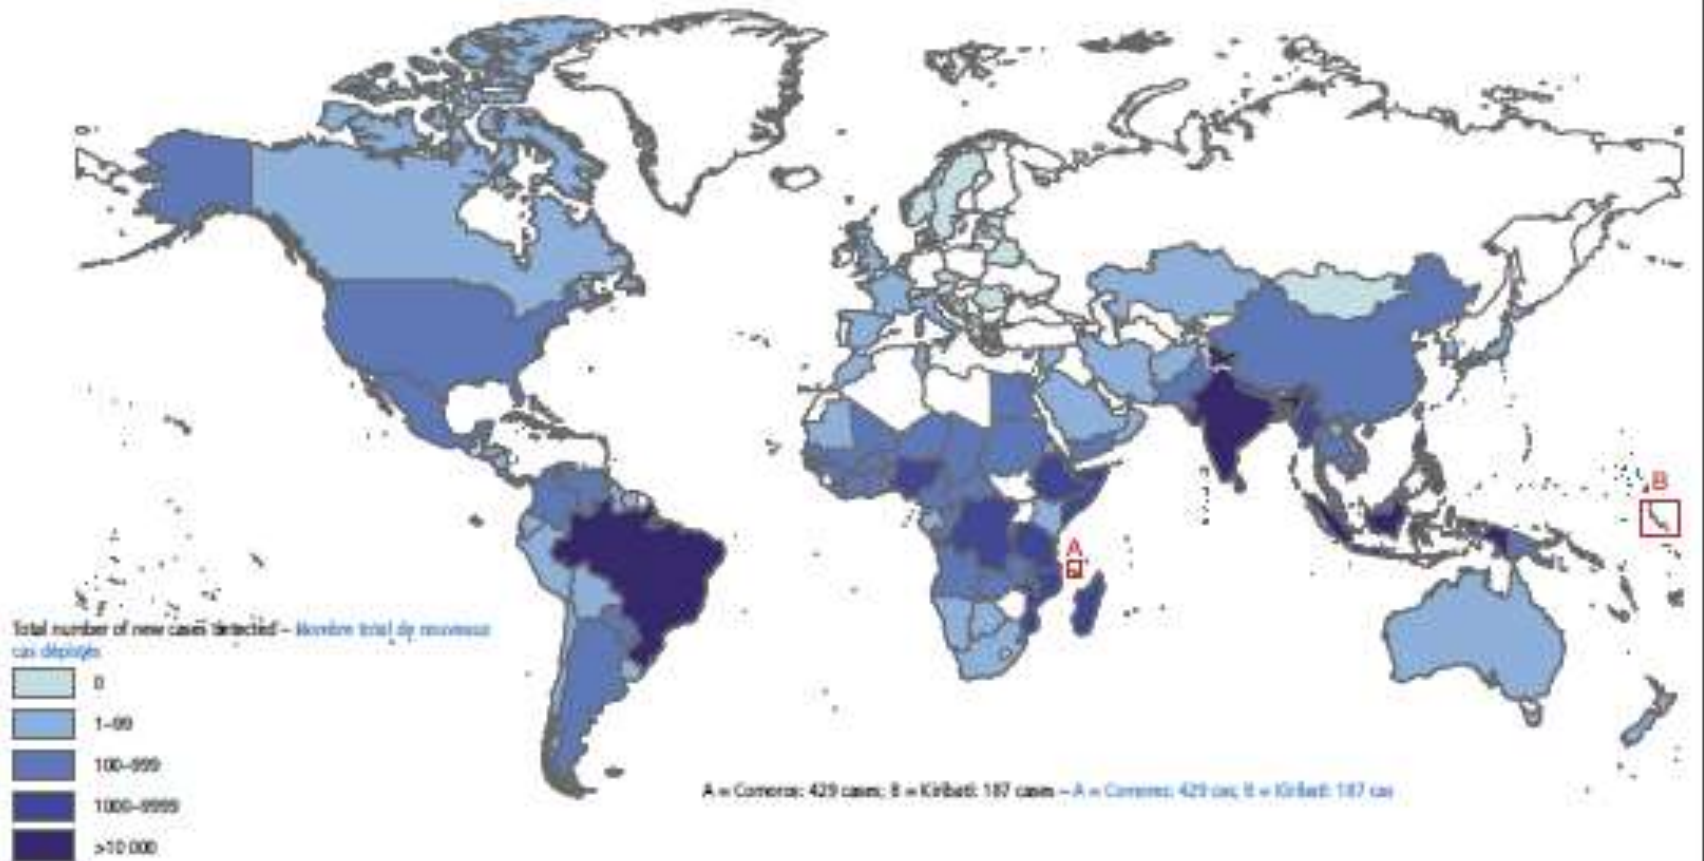 A
B
Total number of new cases detected – Nombre total de nouveaux
cas dépistés
0
1–99
100–999
1000–9999
>10 000
A = Comoros: 429 cases; B = Kiribati: 187 cases – A = Comores: 429 cas; B = Kiribati: 187 cas